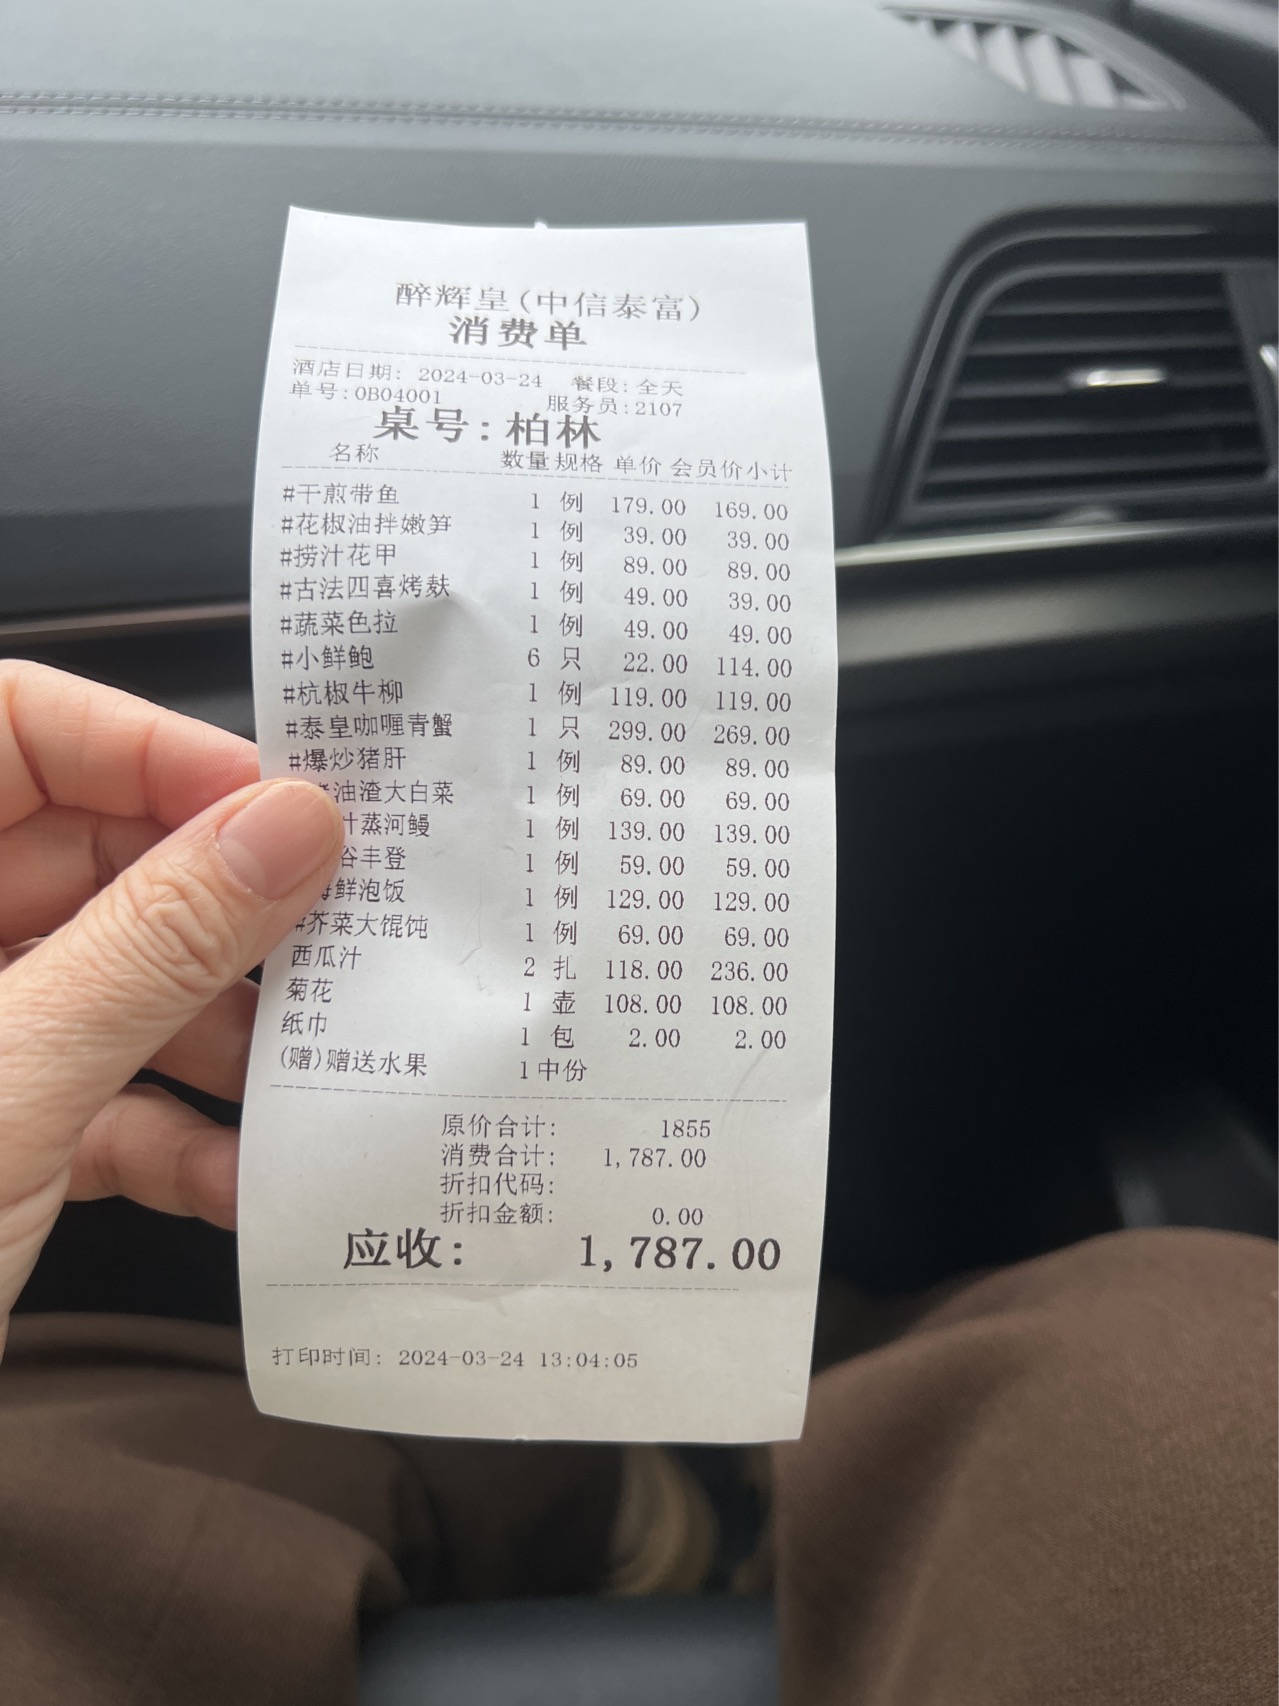 醉辉皇(中信泰富)
消费单
酒店日期: 2024-03-24 餐段:全天
单号:0B04001 服务员:2107
桌号:柏林
名称 数量 规格 单价 会员价小计
#干煎带鱼 1 例 179.00 169.00
#花椒油拌嫩笋 1 例 39.00 39.00
#捞汁花甲 1 例 89.00 89.00
#古法四喜烤麸 1 例 49.00 39.00
#蔬菜色拉 1 例 49.00 49.00
#小鲜鲍 6 只 22.00 114.00
#杭椒牛柳 1 例 119.00 119.00
#泰皇咖喱青蟹 1 只 299.00 269.00
#爆炒猪肝 1 例 89.00 89.00
油渣大白菜 1 例 69.00 69.00
汁蒸河鳗 1 例 139.00 139.00
谷丰登 1 例 59.00 59.00
海鲜泡饭 1 例 129.00 129.00
#芥菜大馄饨 1 例 69.00 69.00
西瓜汁 2 扎 118.00 236.00
菊花 1 壶 108.00 108.00
纸巾 1 包 2.00 2.00
(赠)赠送水果 1 中份
原价合计: 1855
消费合计: 1,787.00
折扣代码:
折扣金额: 0.00
应收: 1,787.00
打印时间: 2024-03-24 13:04:05